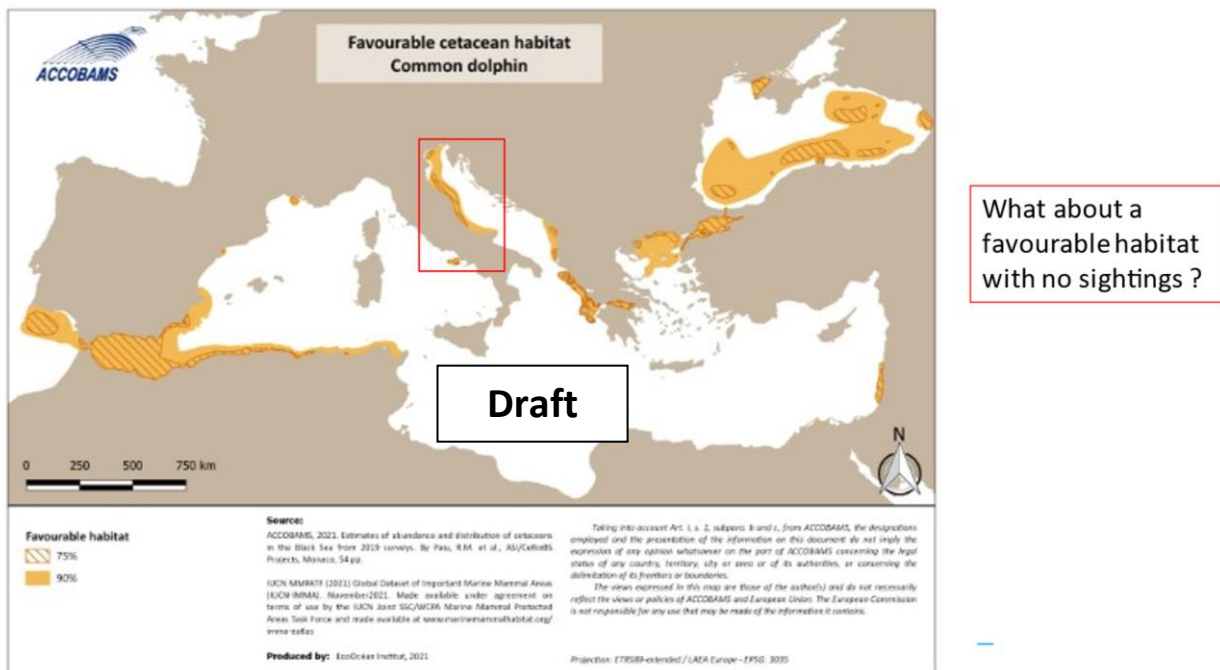 ACCOBAMS
Favourable cetacean habitat
Common dolphin
What about a
favourable habitat
with no sightings ?
Draft
N
0 250 500 750 km
Favourable habitat
75%
90%
Source:
ACCOBAMS, 2021. Estimates of abundance and distribution of cetaceans
in the Black Sea from 2019 surveys. By Paiu, R.M. et al., ASI/CeNoBS
Projects, Monaco, 54 pp.
IUCN MMPATF (2021) Global Dataset of Important Marine Mammal Areas
(IUCN-IMMA). November2021. Made available under agreement on
terms of use by the IUCN Joint SSC/WCPA Marine Mammal Protected
Areas Task Force and made available at www.marinemammalhabitat.org/
imma-eatlas
Produced by: EcoOcéan Institut, 2021
Taking into account Art. I, s. 2, subpara. b and c, from ACCOBAMS, the designations
employed and the presentation of the information on this document do not imply the
expression of any opinion whatsoever on the part of ACCOBAMS concerning the legal
status of any country, territory, city or area or of its authorities, or concerning the
delimitation of its frontiers or boundaries.
The views expressed in this map are those of the author(s) and do not necessarily
reflect the views or policies of ACCOBAMS and European Union. The European Commission
is not responsible for any use that may be made of the information it contains.
Projection: ETRS89-extended / LAEA Europe - EPSG: 3035